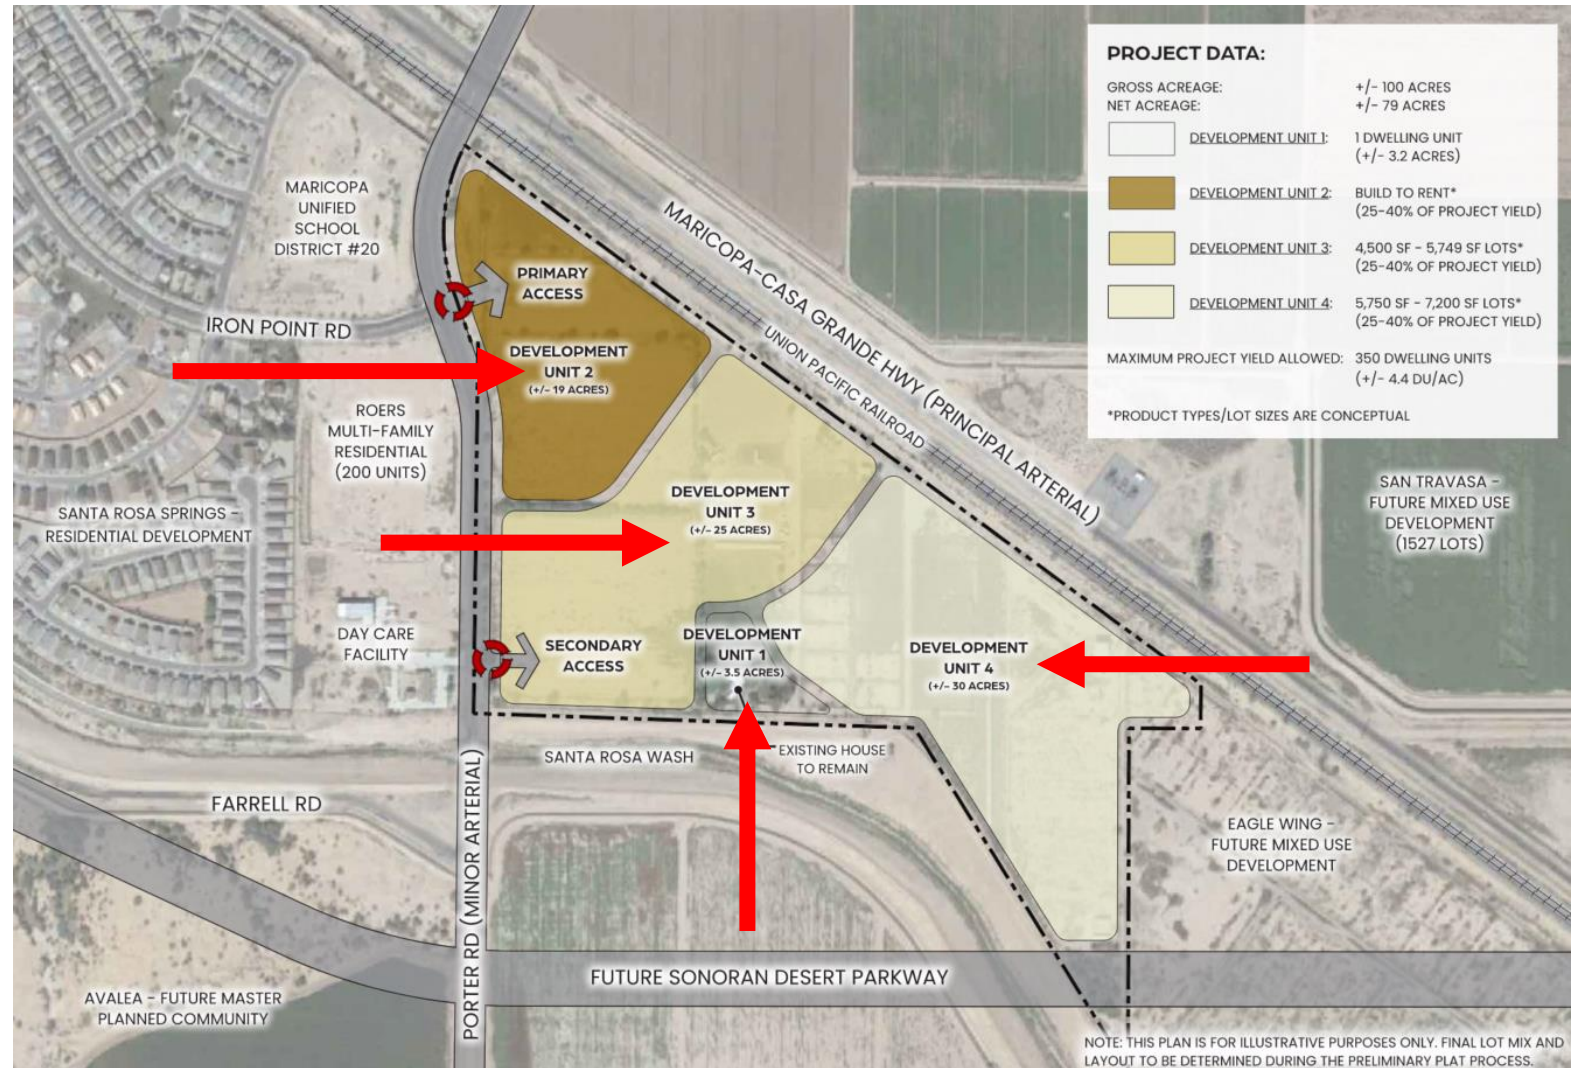 PROJECT DATA:
GROSS ACREAGE: +/- 100 ACRES
NET ACREAGE: +/- 79 ACRES
DEVELOPMENT UNIT 1: 1 DWELLING UNIT
(+/- 3.2 ACRES)
DEVELOPMENT UNIT 2: BUILD TO RENT*
(25-40% OF PROJECT YIELD)
DEVELOPMENT UNIT 3: 4,500 SF - 5,749 SF LOTS*
(25-40% OF PROJECT YIELD)
DEVELOPMENT UNIT 4: 5,750 SF - 7,200 SF LOTS*
(25-40% OF PROJECT YIELD)
MAXIMUM PROJECT YIELD ALLOWED: 350 DWELLING UNITS
(+/- 4.4 DU/AC)
*PRODUCT TYPES/LOT SIZES ARE CONCEPTUAL
MARICOPA
UNIFIED
SCHOOL
DISTRICT #20
MARICOPA-CASA GRANDE HWY (PRINCIPAL ARTERIAL)
UNION PACIFIC RAILROAD
PRIMARY
ACCESS
IRON POINT RD
DEVELOPMENT
UNIT 2
(+/- 19 ACRES)
ROERS
MULTI-FAMILY
RESIDENTIAL
(200 UNITS)
SANTA ROSA SPRINGS -
RESIDENTIAL DEVELOPMENT
DEVELOPMENT
UNIT 3
(+/- 25 ACRES)
SAN TRAVASA -
FUTURE MIXED USE
DEVELOPMENT
(1527 LOTS)
DAY CARE
FACILITY
SECONDARY
ACCESS
DEVELOPMENT
UNIT 1
(+/- 3.5 ACRES)
DEVELOPMENT
UNIT 4
(+/- 30 ACRES)
SANTA ROSA WASH
EXISTING HOUSE
TO REMAIN
FARRELL RD
PORTER RD (MINOR ARTERIAL)
EAGLE WING -
FUTURE MIXED USE
DEVELOPMENT
FUTURE SONORAN DESERT PARKWAY
AVALEA - FUTURE MASTER
PLANNED COMMUNITY
NOTE: THIS PLAN IS FOR ILLUSTRATIVE PURPOSES ONLY. FINAL LOT MIX AND
LAYOUT TO BE DETERMINED DURING THE PRELIMINARY PLAT PROCESS.